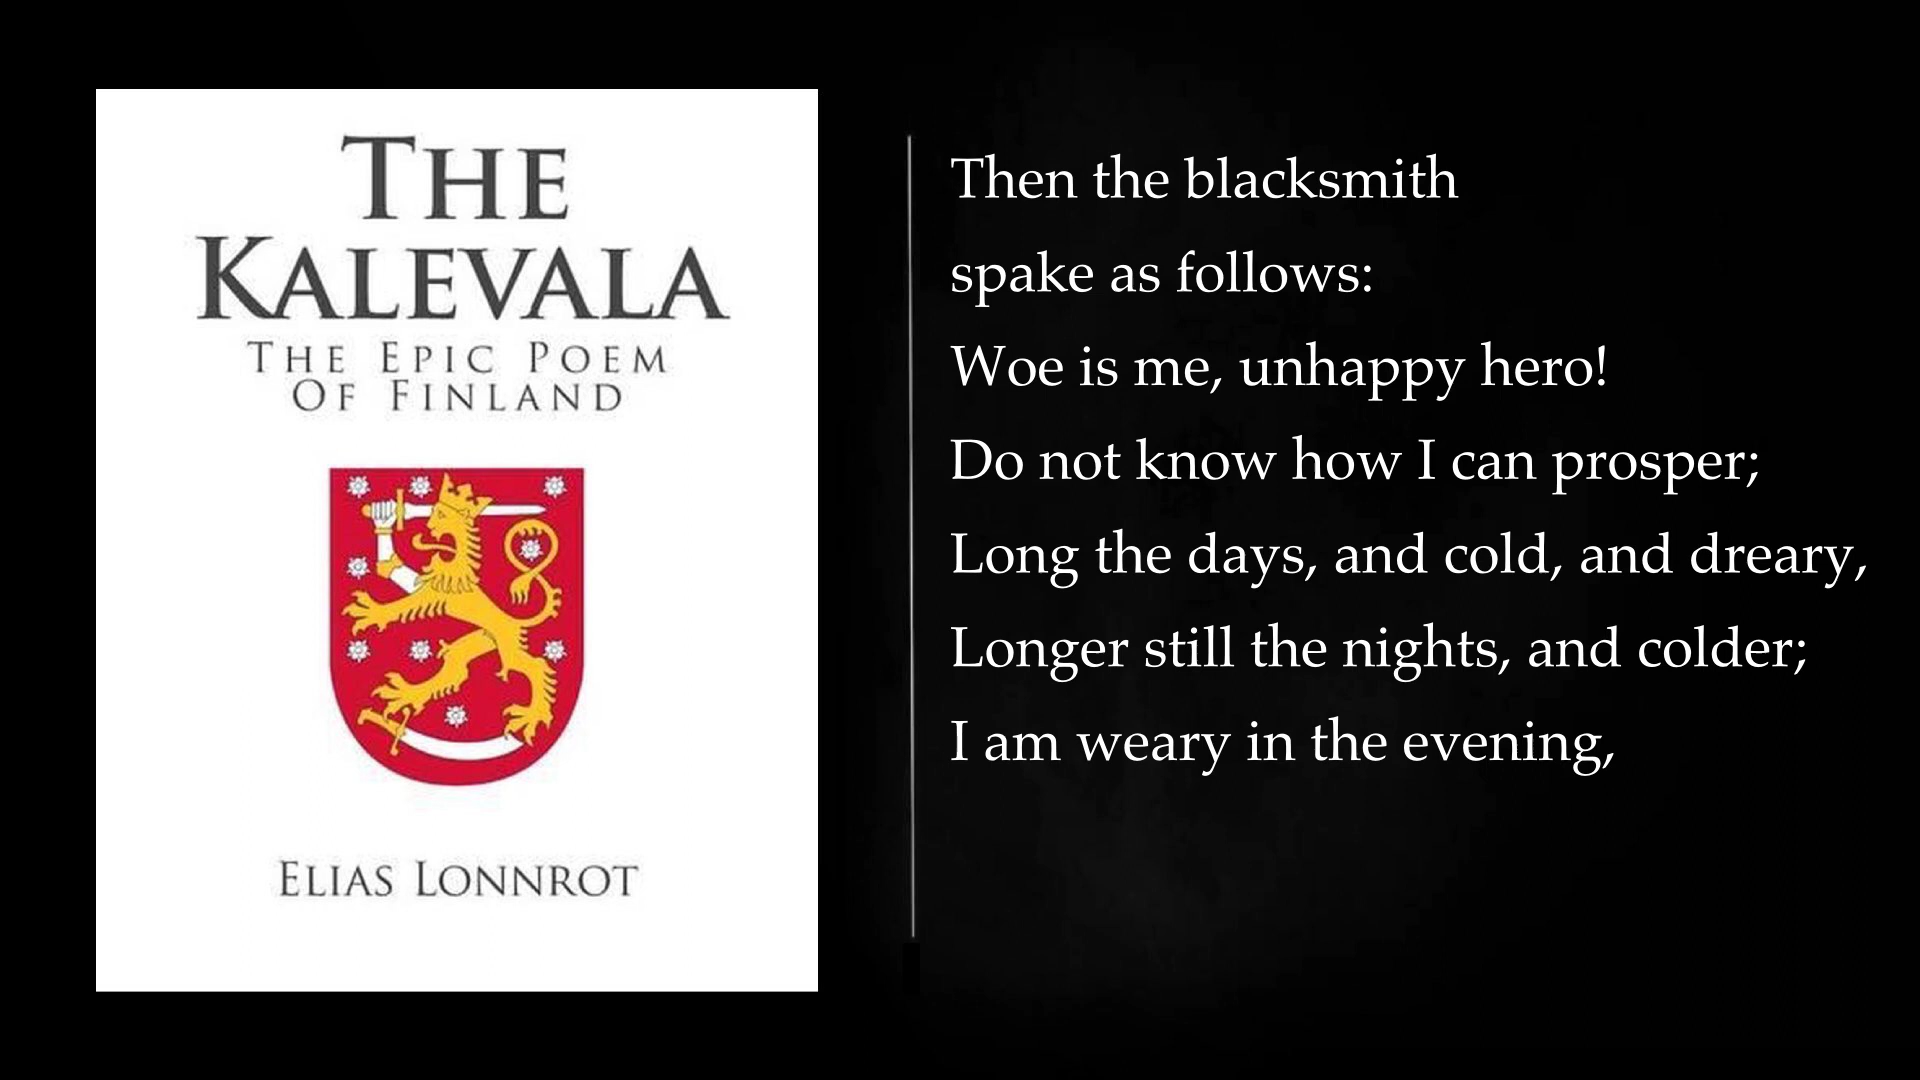 THE
KALEVALA
THE EPIC POEM
OF FINLAND
ELIAS LONNROT
Then the blacksmith
spake as follows:
Woe is me, unhappy hero!
Do not know how I can prosper;
Long the days, and cold, and dreary,
Longer still the nights, and colder;
I am weary in the evening,